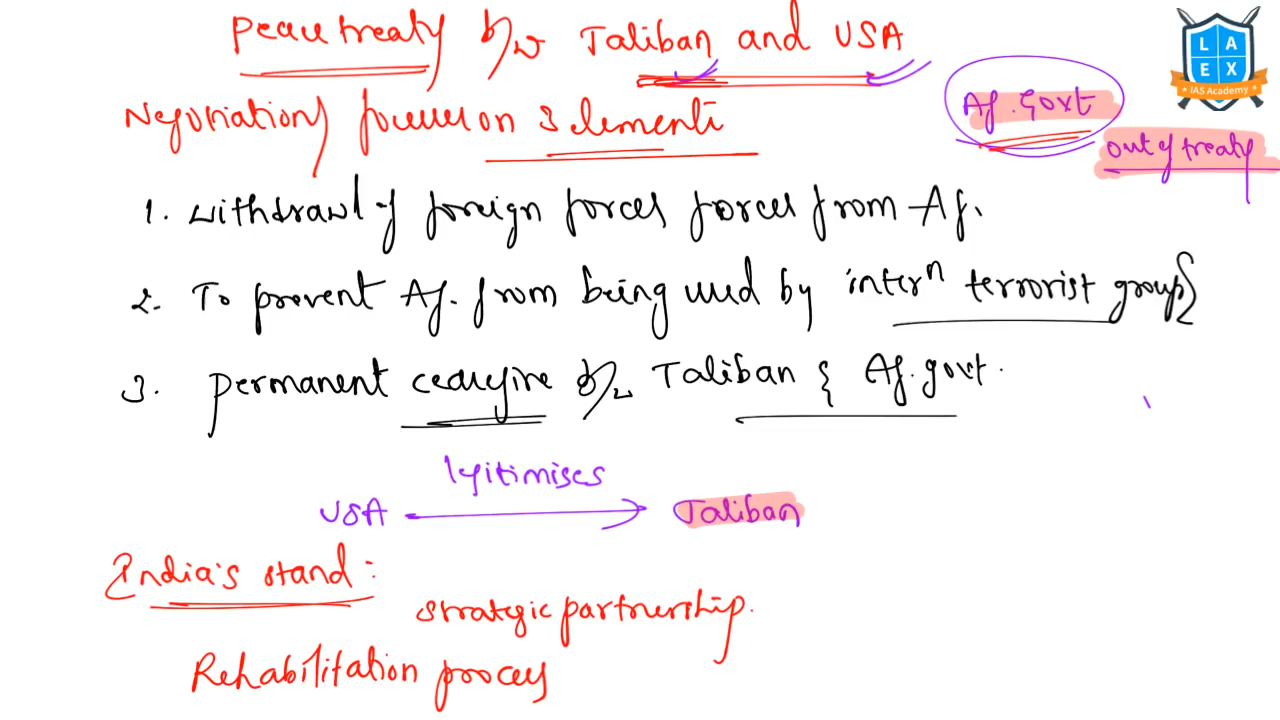 Peace treaty b/w Taliban and USA
Negotiations focuses on 3 elements
Af. Govt
out of treaty
1. withdrawl of foreign forces forces from Af.
2. To prevent Af. from being used by intern terrorist groups
3. permanent ceasefire b/w Taliban & Af. govt.
legitimises
USA → Taliban
India's stand :
strategic partnership.
Rehabilitation process
L A
E X
IAS Academy